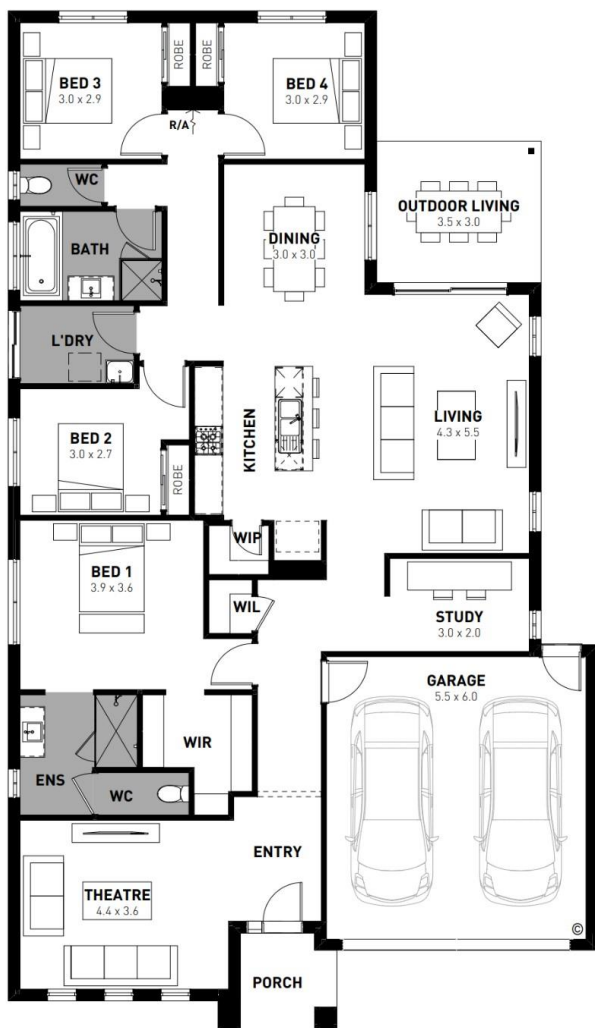 BED 3
3.0 x 2.9
ROBE
ROBE
BED 4
3.0 x 2.9
R/A
WC
BATH
DINING
3.0 x 3.0
OUTDOOR LIVING
3.5 x 3.0
L'DRY
BED 2
3.0 x 2.7
ROBE
KITCHEN
LIVING
4.3 x 5.5
WIP
BED 1
3.9 x 3.6
WIL
STUDY
3.0 x 2.0
GARAGE
5.5 x 6.0
WIR
ENS
WC
ENTRY
THEATRE
4.4 x 3.6
©
PORCH